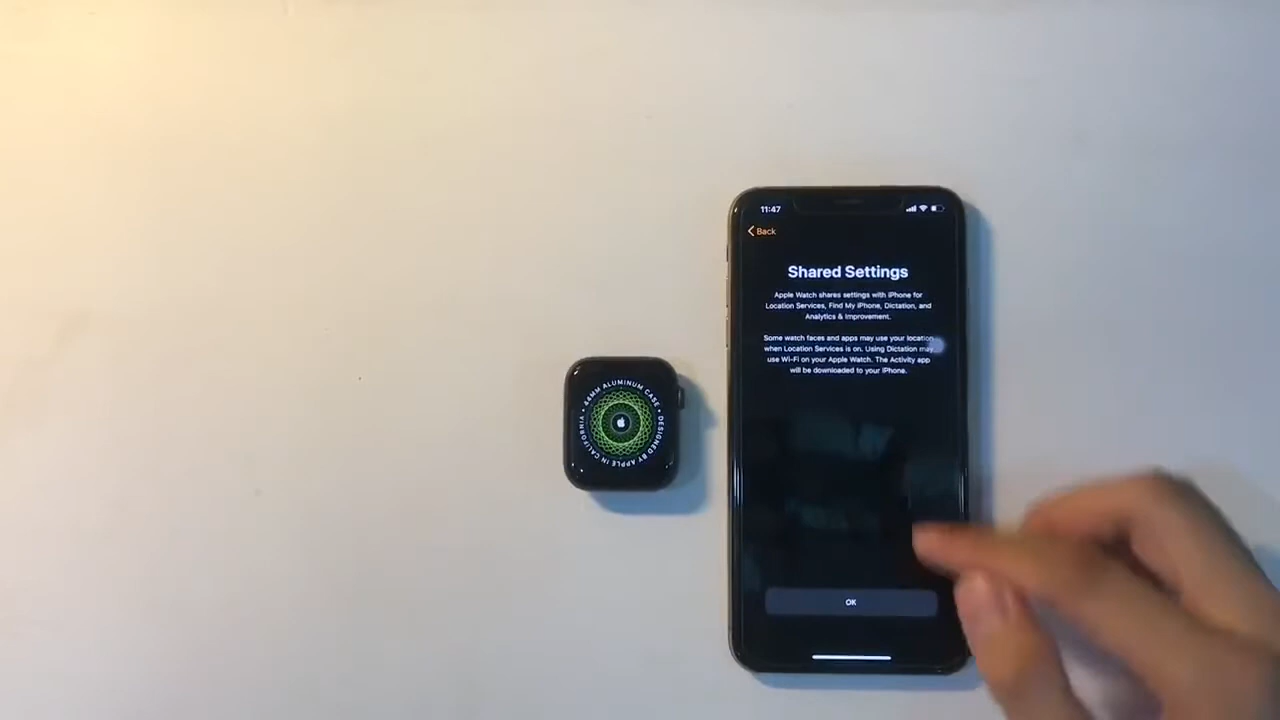 11:47
Back
Shared Settings
Apple Watch shares settings with iPhone for
Location Services, Find My iPhone, Dictation, and
Analytics & Improvement.
Some watch faces and apps may use your location
when Location Services is on. Using Dictation may
use Wi-Fi on your Apple Watch. The Activity app
will be downloaded to your iPhone.
44MM ALUMINUM CASE • DESIGNED BY APPLE IN CALIFORNIA •
OK